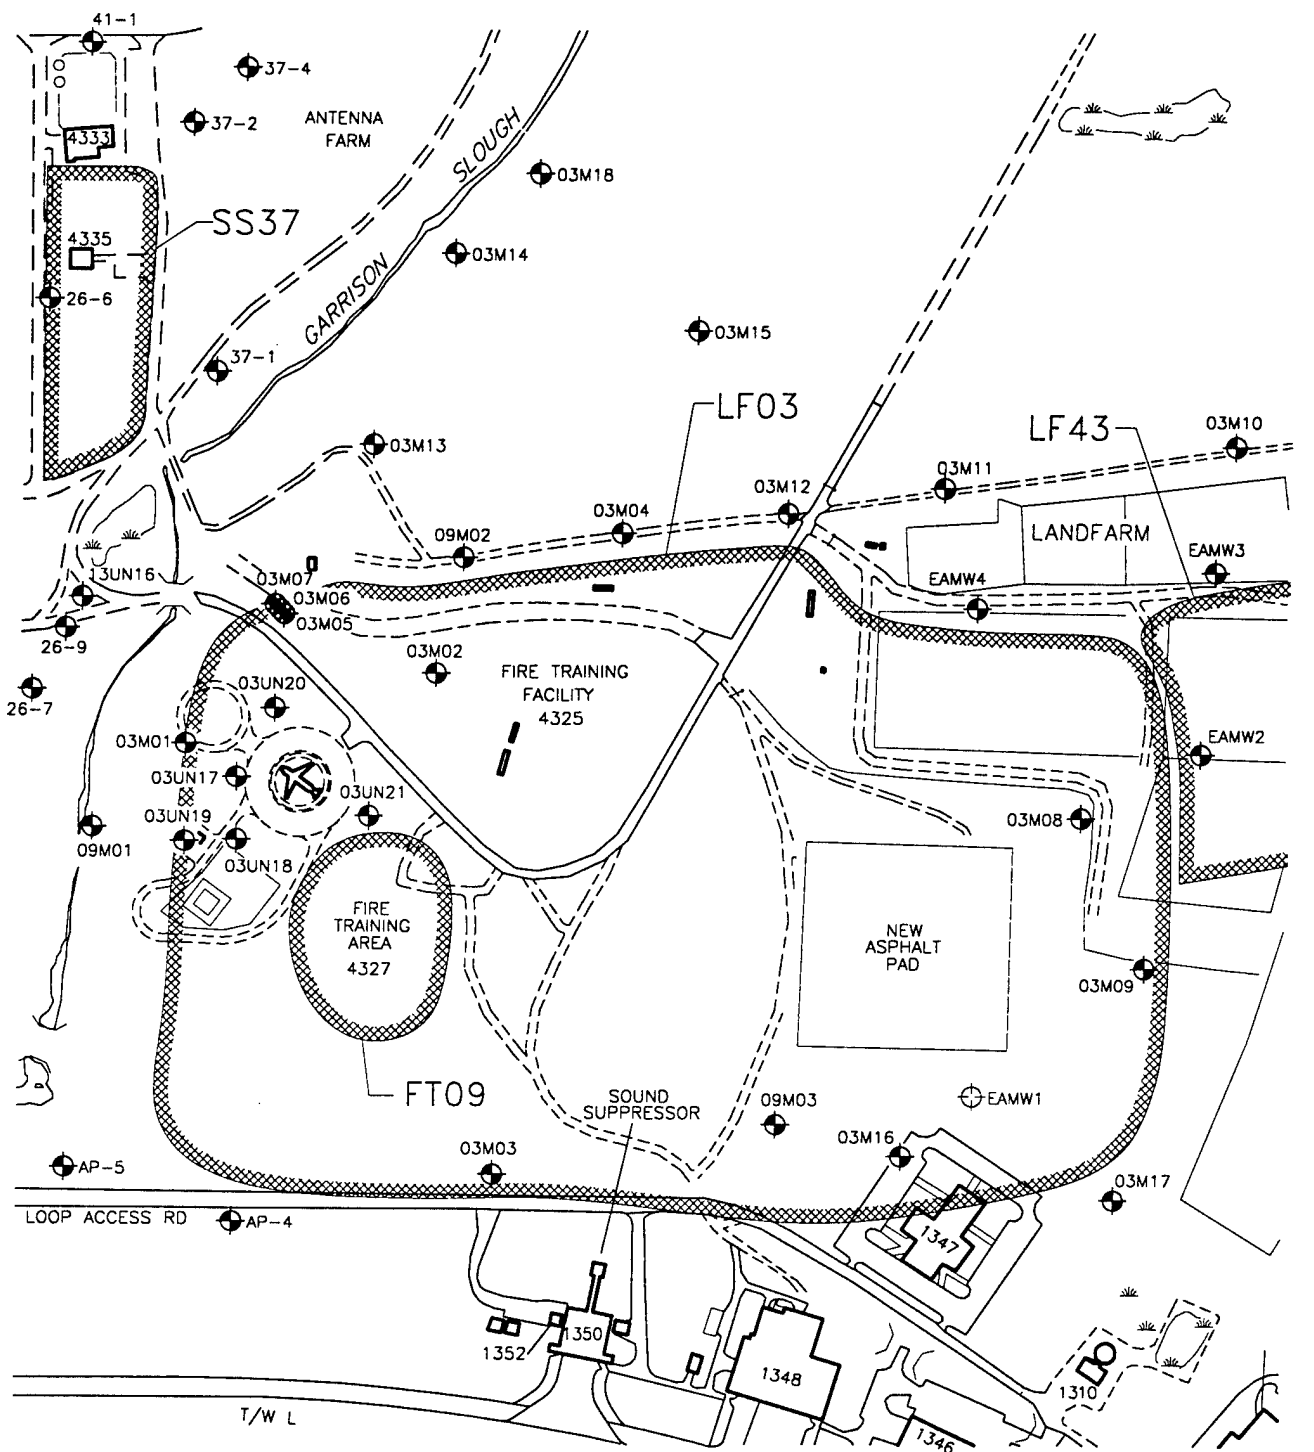 41-1
37-4
37-2
ANTENNA
FARM
4333
GARRISON SLOUGH
03M18
SS37
4335
L
03M14
26-6
03M15
37-1
LF03
03M13
LF43
03M10
03M11
03M12
03M04
09M02
LANDFARM
EAMW3
13UN16
03M07
03M06
03M05
EAMW4
26-9
03M02
FIRE TRAINING
FACILITY
4325
26-7
03UN20
03M01
EAMW2
03UN17
03UN21
03UN19
03M08
09M01
03UN18
FIRE
TRAINING
AREA
4327
NEW
ASPHALT
PAD
03M09
FT09
SOUND
SUPPRESSOR
09M03
EAMW1
03M16
AP-5
03M03
03M17
LOOP ACCESS RD
AP-4
1347
1352
1350
1348
1310
T/W L
1346